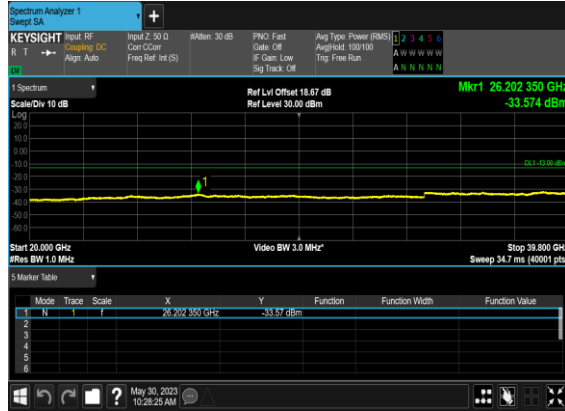 Spectrum Analyzer 1
Swept SA
KEYSIGHT
R T
LV
Input: RF
Coupling: DC
Align: Auto
Input Z: 50 Ω
Corr CCorr
Freq Ref: Int (S)
#Atten: 30 dB
PNO: Fast
Gate: Off
IF Gain: Low
Sig Track: Off
Avg Type: Power (RMS)
Avg|Hold: 100/100
Trig: Free Run
1 2 3 4 5 6
A W W W W W
A N N N N N
1 Spectrum
Scale/Div 10 dB
Ref Lvl Offset 18.67 dB
Ref Level 30.00 dBm
Mkr1 26.202 350 GHz
-33.574 dBm
Log
20.0
10.0
0.0
-10.0
-20.0
-30.0
-40.0
-50.0
-60.0
DL1 -13.00 dBm
1
Start 20.000 GHz
#Res BW 1.0 MHz
Video BW 3.0 MHz*
Stop 39.800 GHz
Sweep 34.7 ms (40001 pts)
5 Marker Table
Mode Trace Scale X Y Function Function Width Function Value
1 N 1 f 26.202 350 GHz -33.57 dBm
2
3
4
5
6
May 30, 2023
10:28:25 AM